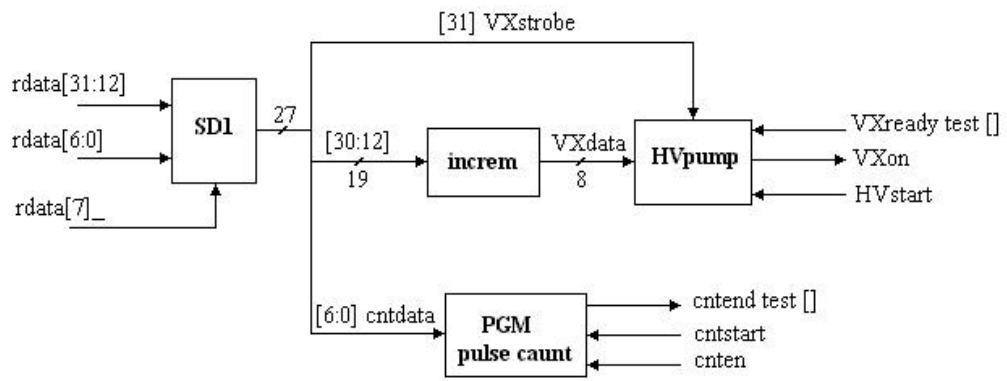 [31] VXstrobe
rdata[31:12]
27
SD1
rdata[6:0]
[30:12]
19
increm
VXdata
8
HVpump
VXready test []
VXon
HVstart
rdata[7]_
[6:0] cntdata
PGM
pulse caunt
cntend test []
cntstart
cnten